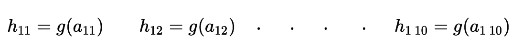 h₁₁ = g(a₁₁) h₁₂ = g(a₁₂) . . . . h₁ ₁₀ = g(a₁ ₁₀)